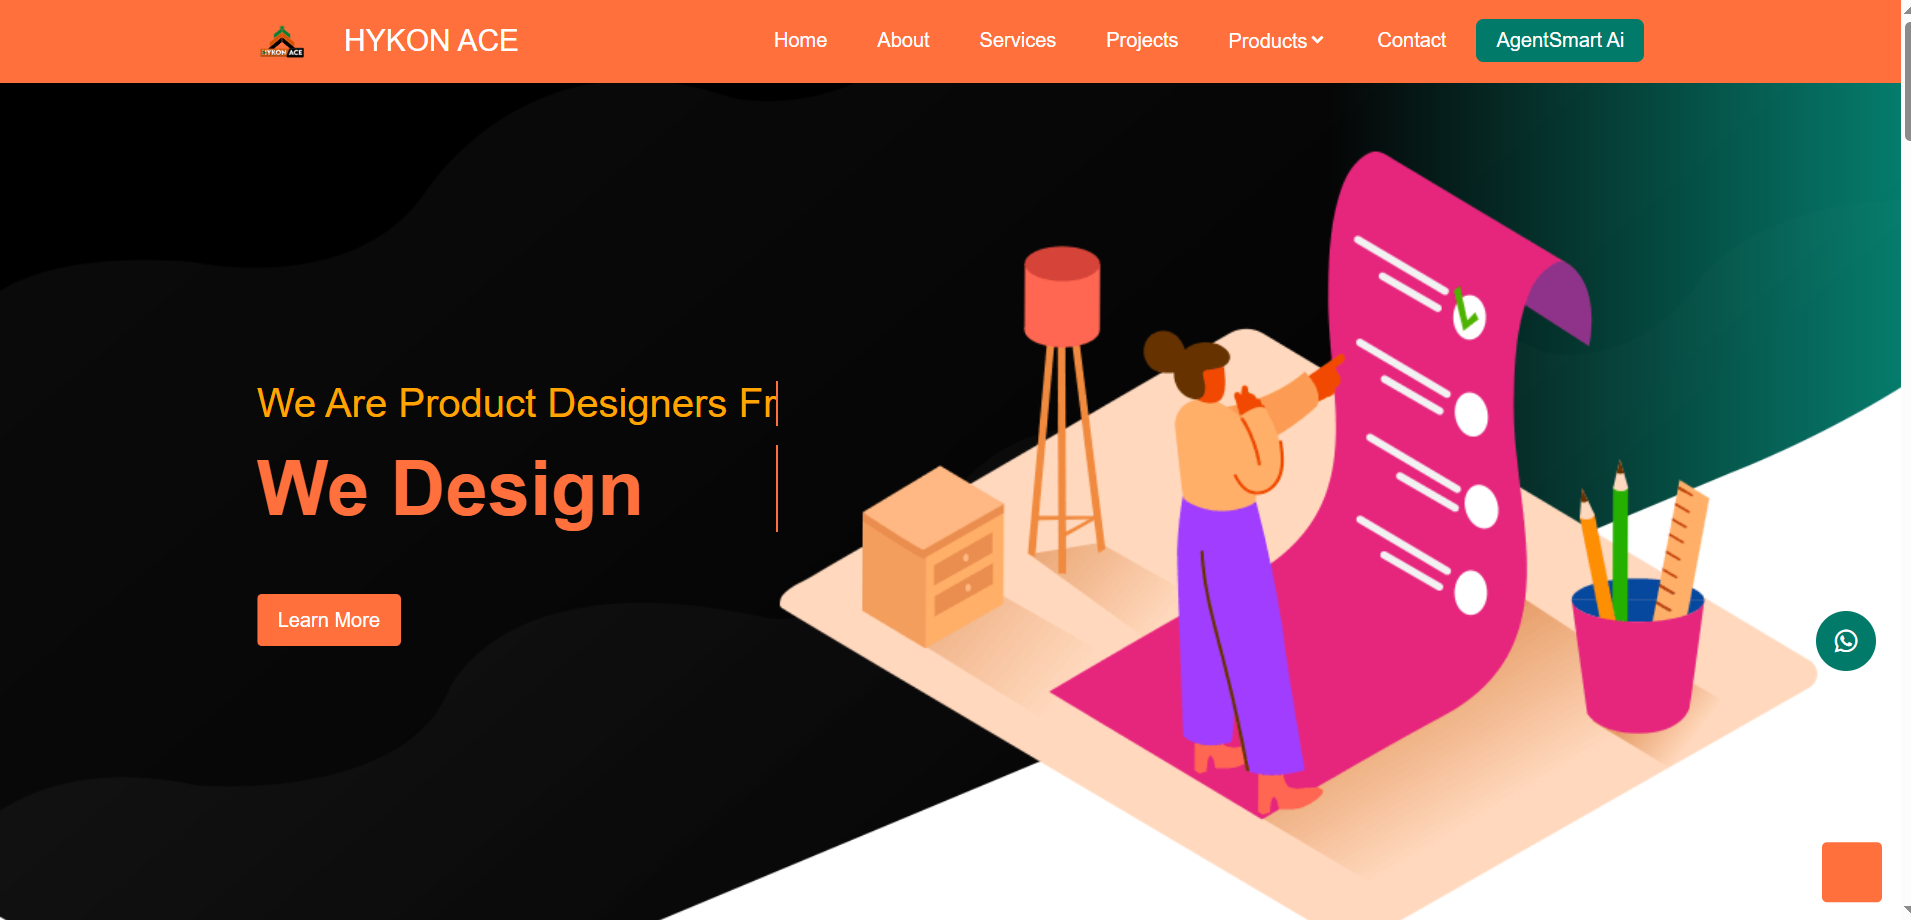 HYKON ACE
HYKON ACE
Home
About
Services
Projects
Products
Contact
AgentSmart Ai
We Are Product Designers Fr
We Design
Learn More